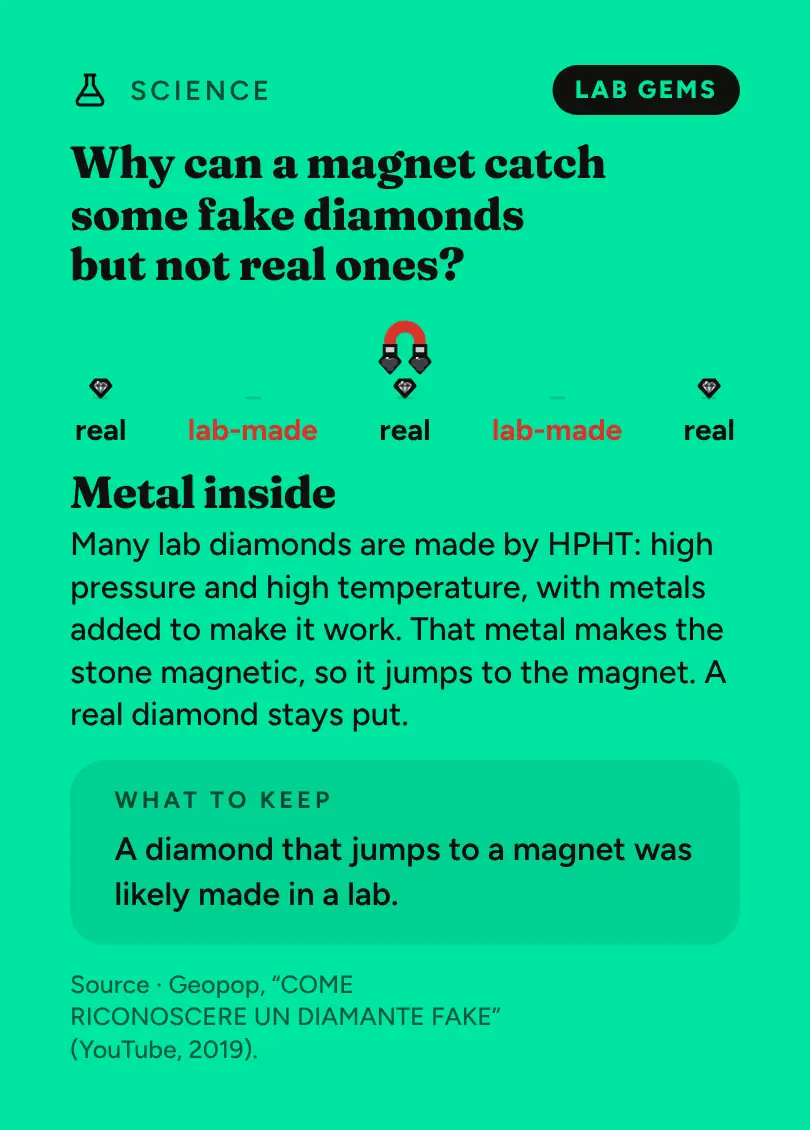 SCIENCE
LAB GEMS
Why can a magnet catch
some fake diamonds
but not real ones?
real
lab-made
real
lab-made
real
Metal inside
Many lab diamonds are made by HPHT: high
pressure and high temperature, with metals
added to make it work. That metal makes the
stone magnetic, so it jumps to the magnet. A
real diamond stays put.
WHAT TO KEEP
A diamond that jumps to a magnet was
likely made in a lab.
Source · Geopop, “COME
RICONOSCERE UN DIAMANTE FAKE”
(YouTube, 2019).